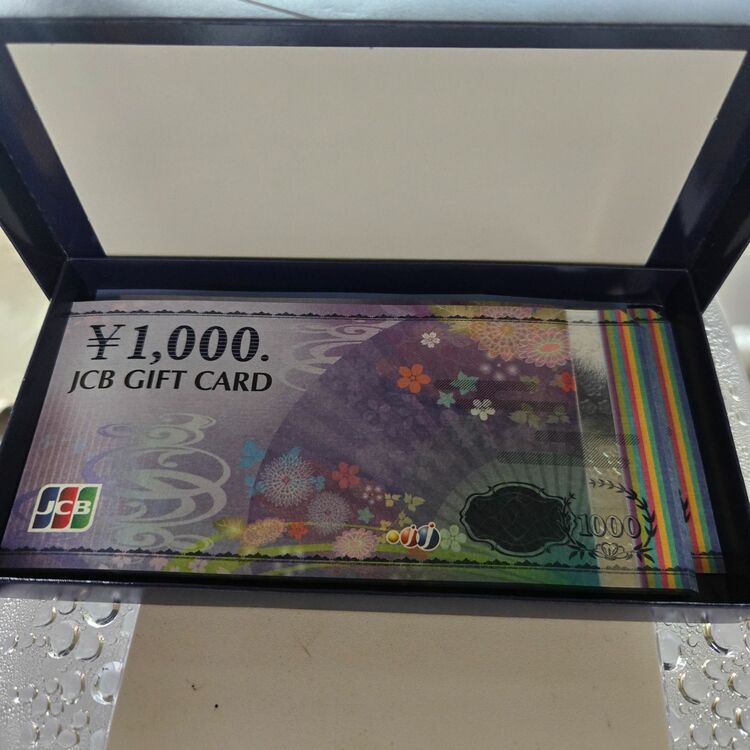 ¥1,000.
JCB GIFT CARD
JCB
1000